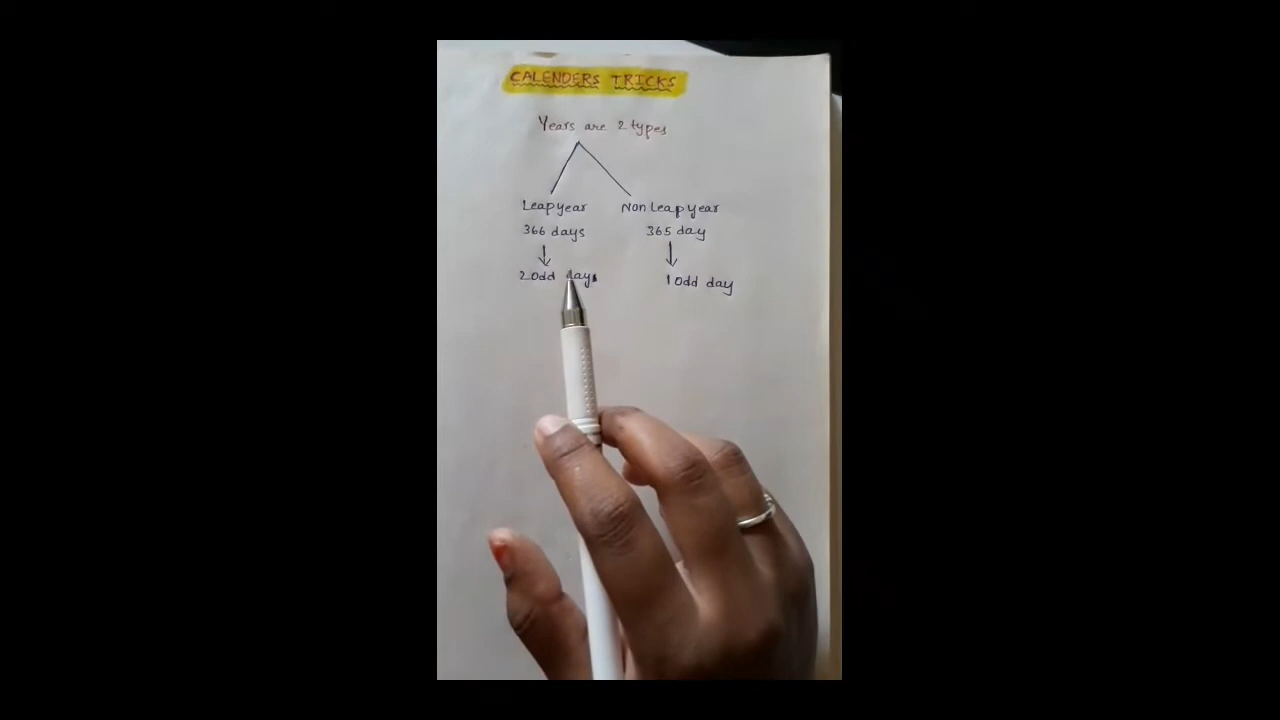 CALENDERS TRICKS
Years are 2 types
Leap year Non Leap year
366 days 365 day
2 odd days 1 odd day